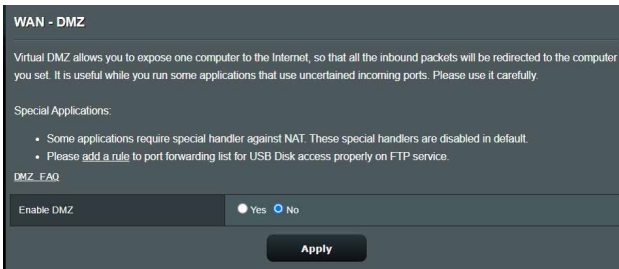 WAN - DMZ
Virtual DMZ allows you to expose one computer to the Internet, so that all the inbound packets will be redirected to the computer
you set. It is useful while you run some applications that use uncertained incoming ports. Please use it carefully.
Special Applications:
• Some applications require special handler against NAT. These special handlers are disabled in default.
• Please add a rule to port forwarding list for USB Disk access properly on FTP service.
DMZ FAQ
Enable DMZ Yes No
Apply